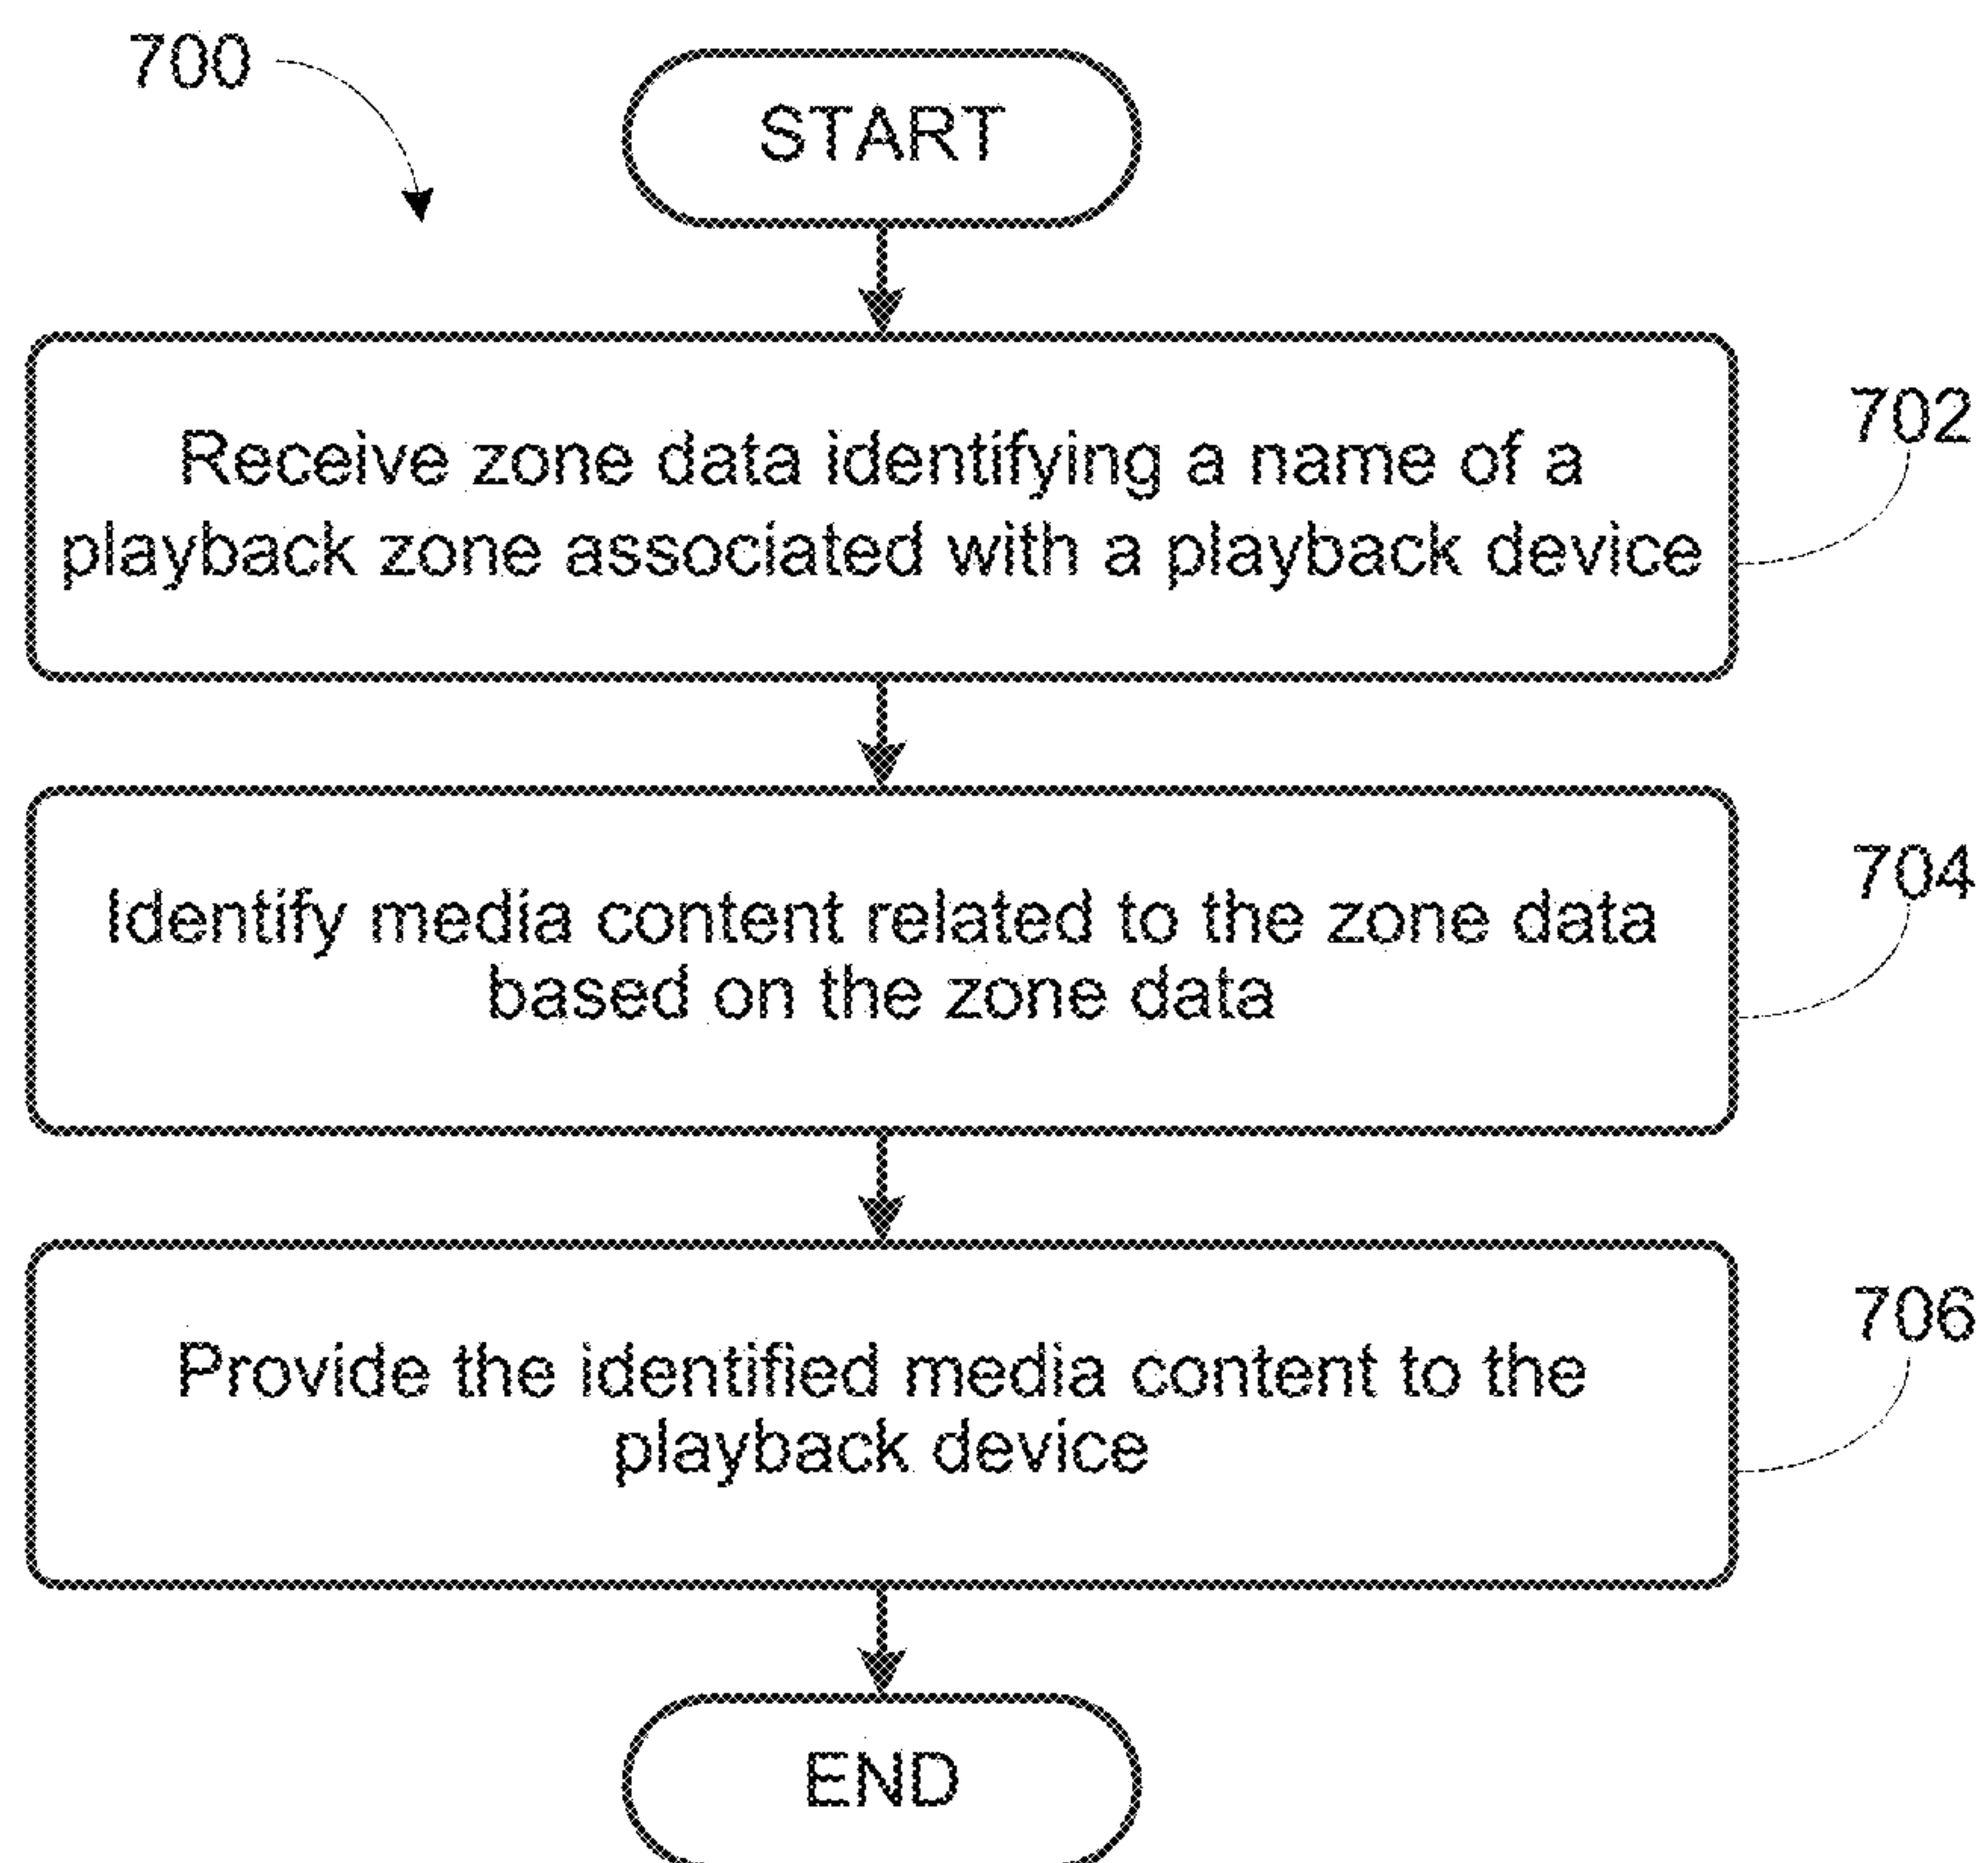 700
START
702
Receive zone data identifying a name of a
playback zone associated with a playback device
704
Identify media content related to the zone data
based on the zone data
706
Provide the identified media content to the
playback device
END